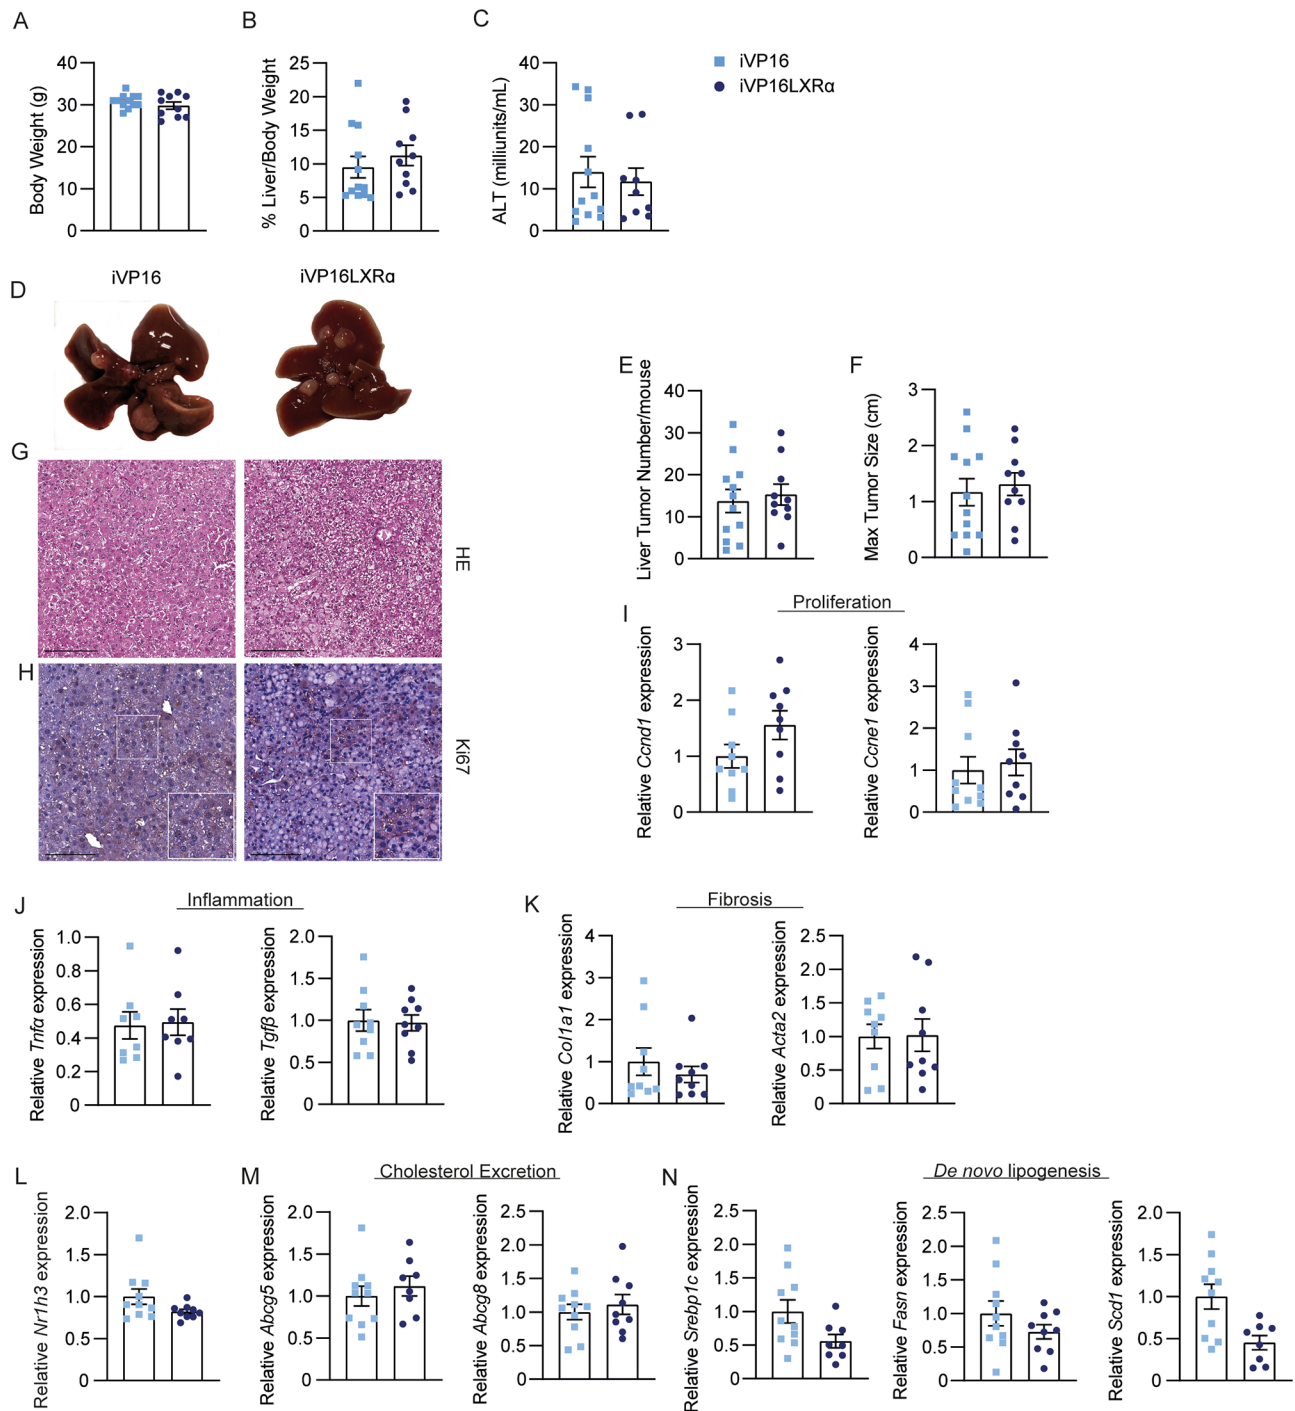 A
B
C
Body Weight (g)
40
30
20
10
0
% Liver/Body Weight
25
20
15
10
5
0
ALT (milliunits/mL)
40
30
20
10
0
iVP16
iVP16LXRα
D
iVP16
iVP16LXRα
E
Liver Tumor Number/mouse
40
30
20
10
0
F
Max Tumor Size (cm)
3
2
1
0
G
HE
H
Ki67
I
Proliferation
Relative Ccnd1 expression
3
2
1
0
Relative Ccne1 expression
4
3
2
1
0
J
Inflammation
Relative Tnfα expression
1.0
0.8
0.6
0.4
0.2
0
Relative Tgfβ expression
2.0
1.5
1.0
0.5
0
K
Fibrosis
Relative Col1a1 expression
4
3
2
1
0
Relative Acta2 expression
2.5
2.0
1.5
1.0
0.5
0
L
Relative Nr1h3 expression
2.0
1.5
1.0
0.5
0
M
Cholesterol Excretion
Relative Abcg5 expression
2.0
1.5
1.0
0.5
0
Relative Abcg8 expression
2.5
2.0
1.5
1.0
0.5
0
N
De novo lipogenesis
Relative Srebp1c expression
2.5
2.0
1.5
1.0
0.5
0
Relative Fasn expression
2.5
2.0
1.5
1.0
0.5
0
Relative Scd1 expression
2.0
1.5
1.0
0.5
0